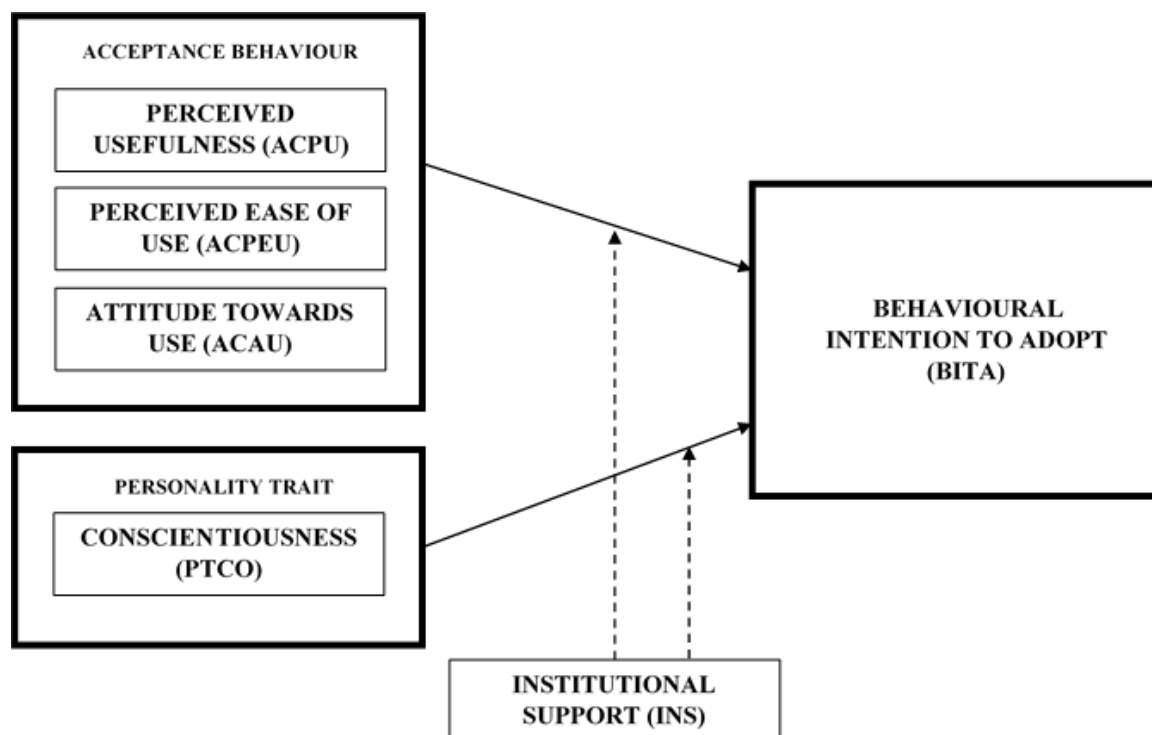 ACCEPTANCE BEHAVIOUR
PERCEIVED
USEFULNESS (ACPU)
PERCEIVED EASE OF
USE (ACPEU)
ATTITUDE TOWARDS
USE (ACAU)
BEHAVIOURAL
INTENTION TO ADOPT
(BITA)
PERSONALITY TRAIT
CONSCIENTIOUSNESS
(PTCO)
INSTITUTIONAL
SUPPORT (INS)